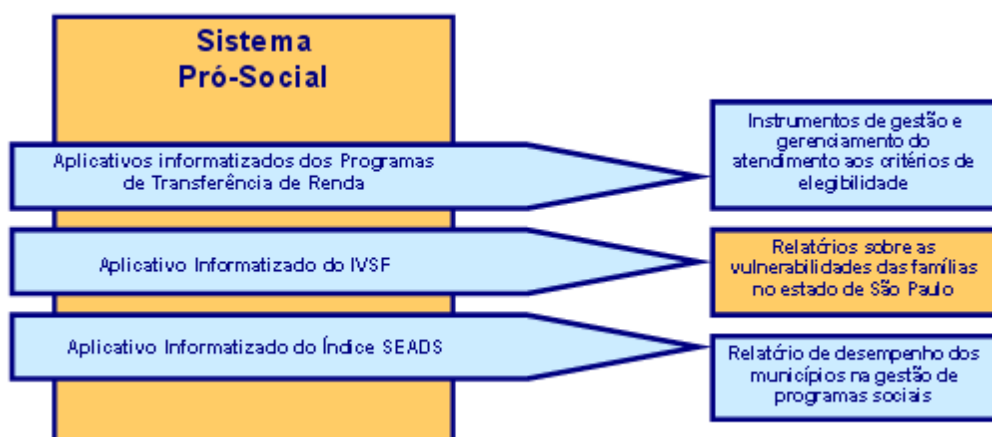 Sistema
Pró-Social
Aplicativos informatizados dos Programas
de Transferência de Renda
Instrumentos de gestão e
gerenciamento do
atendimento aos critérios de
elegibilidade
Aplicativo Informatizado do IVSF
Relatórios sobre as
vulnerabilidades das famílias
no estado de São Paulo
Aplicativo Informatizado do Índice SEADS
Relatório de desempenho dos
municípios na gestão de
programas sociais